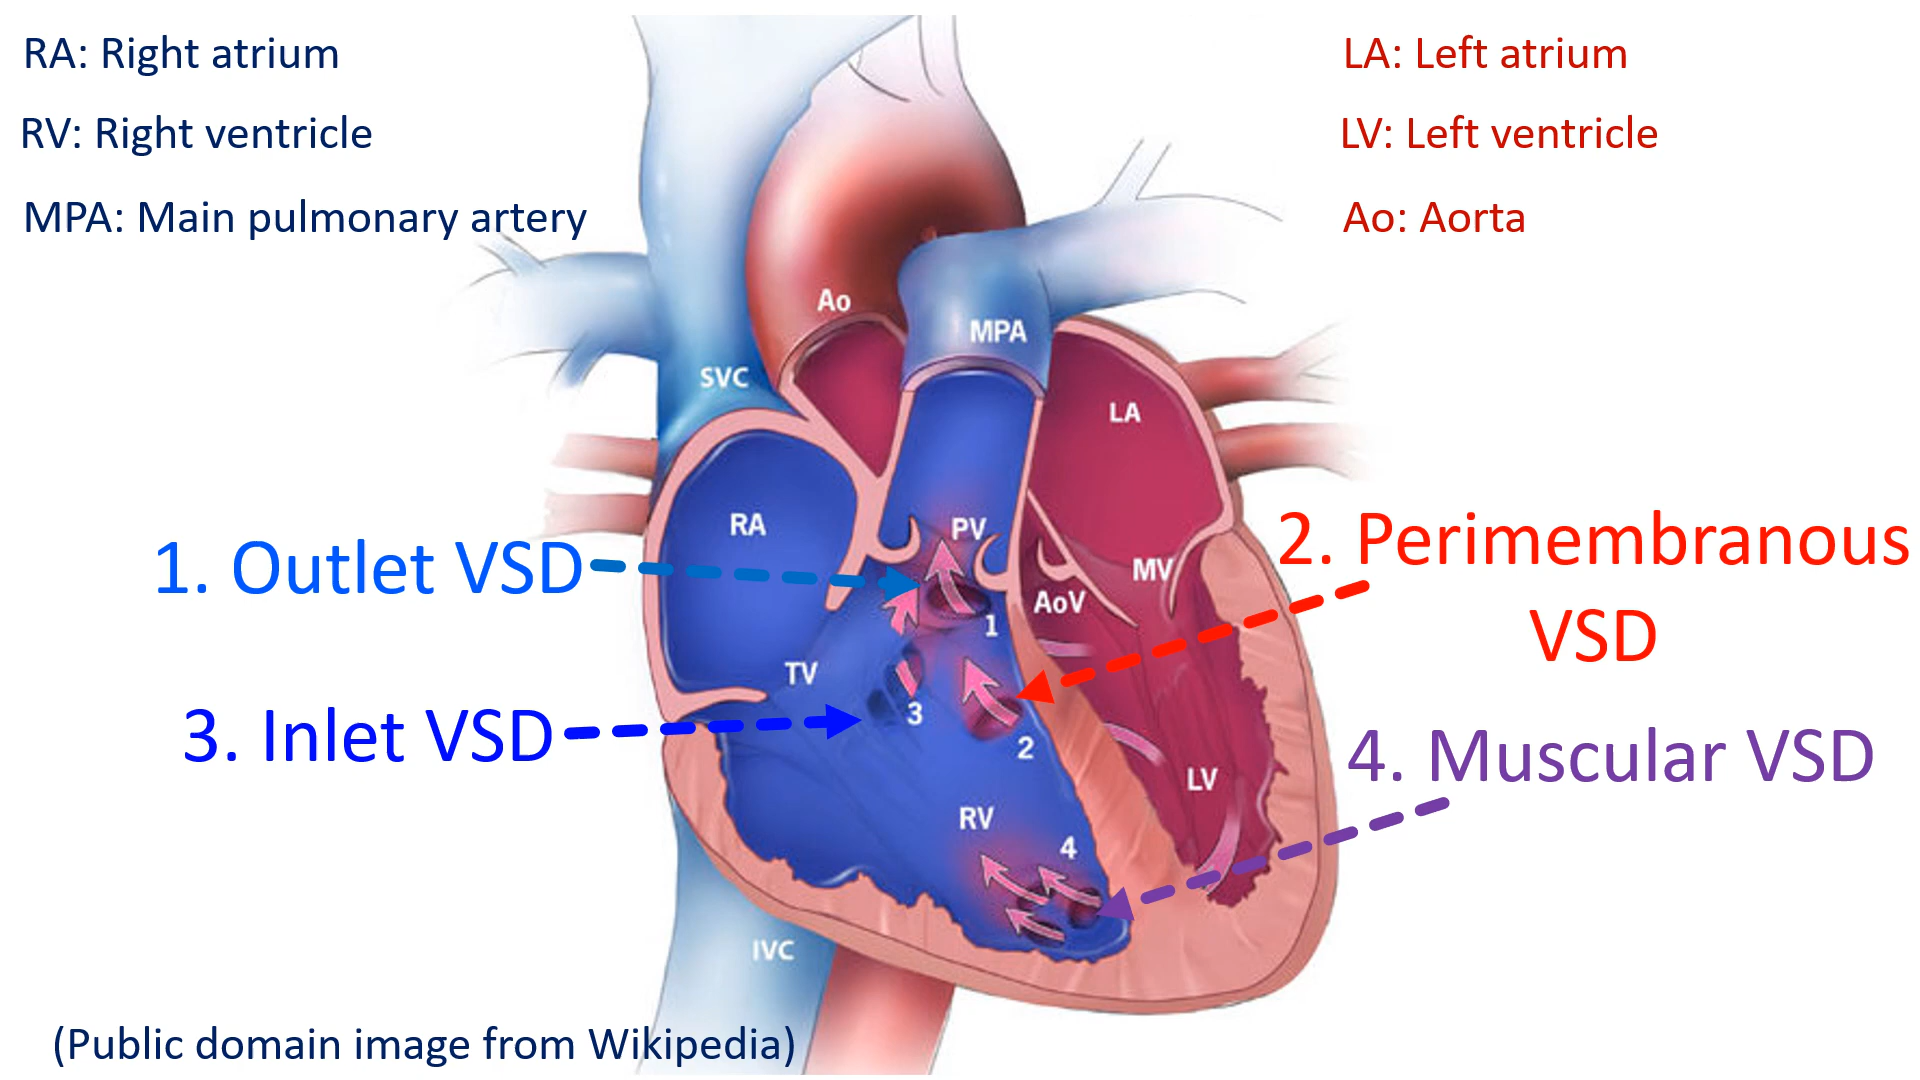 RA: Right atrium
RV: Right ventricle
MPA: Main pulmonary artery
LA: Left atrium
LV: Left ventricle
Ao: Aorta
Ao
MPA
SVC
LA
RA
PV
MV
AoV
1
TV
3
2
RV
LV
4
IVC
1. Outlet VSD
2. Perimembranous
VSD
3. Inlet VSD
4. Muscular VSD
(Public domain image from Wikipedia)